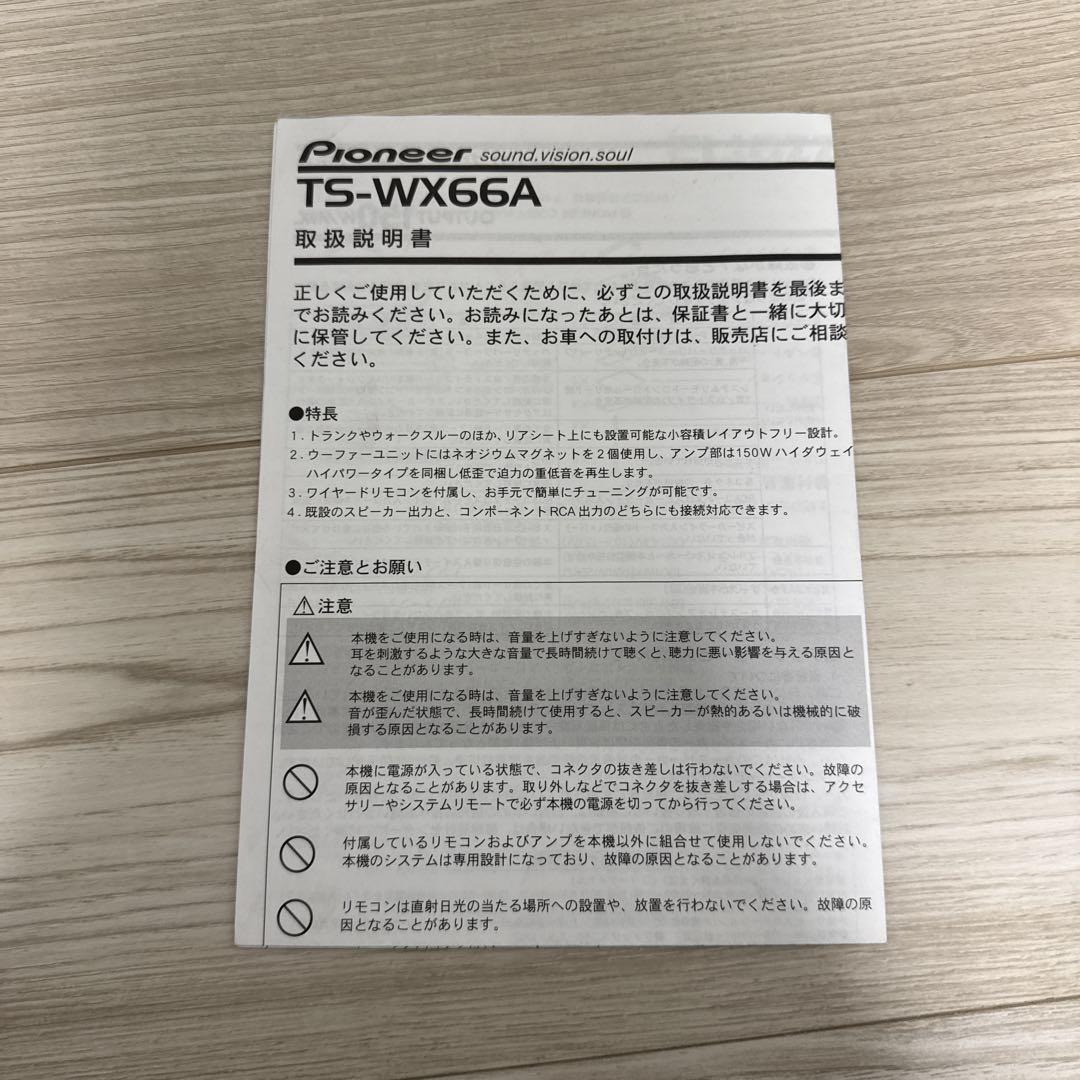 Pioneer sound.vision.soul
TS-WX66A
取扱説明書
正しくご使用していただくために、必ずこの取扱説明書を最後ま
でお読みください。お読みになったあとは、保証書と一緒に大切
に保管してください。また、お車への取付けは、販売店にご相談
ください。
●特長
1. トランクやウォークスルーのほか、リアシート上にも設置可能な小容積レイアウトフリー設計。
2. ウーファーユニットにはネオジウムマグネットを2個使用し、アンプ部は150W ハイダウェイ
ハイパワータイプを同梱し低歪で迫力の重低音を再生します。
3. ワイヤードリモコンを付属し、お手元で簡単にチューニングが可能です。
4. 既設のスピーカー出力と、コンポーネントRCA出力のどちらにも接続対応できます。
●ご注意とお願い
⚠注意
本機をご使用になる時は、音量を上げすぎないように注意してください。
耳を刺激するような大きな音量で長時間続けて聴くと、聴力に悪い影響を与える原因と
なることがあります。
本機をご使用になる時は、音量を上げすぎないように注意してください。
音が歪んだ状態で、長時間続けて使用すると、スピーカーが熱的あるいは機械的に破
損する原因となることがあります。
本機に電源が入っている状態で、コネクタの抜き差しは行わないでください。故障の
原因となることがあります。取り外しなどでコネクタを抜き差しする場合は、アクセ
サリーやシステムリモートで必ず本機の電源を切ってから行ってください。
付属しているリモコンおよびアンプを本機以外に組合せて使用しないでください。
本機のシステムは専用設計になっており、故障の原因となることがあります。
リモコンは直射日光の当たる場所への設置や、放置を行わないでください。故障の原
因となることがあります。